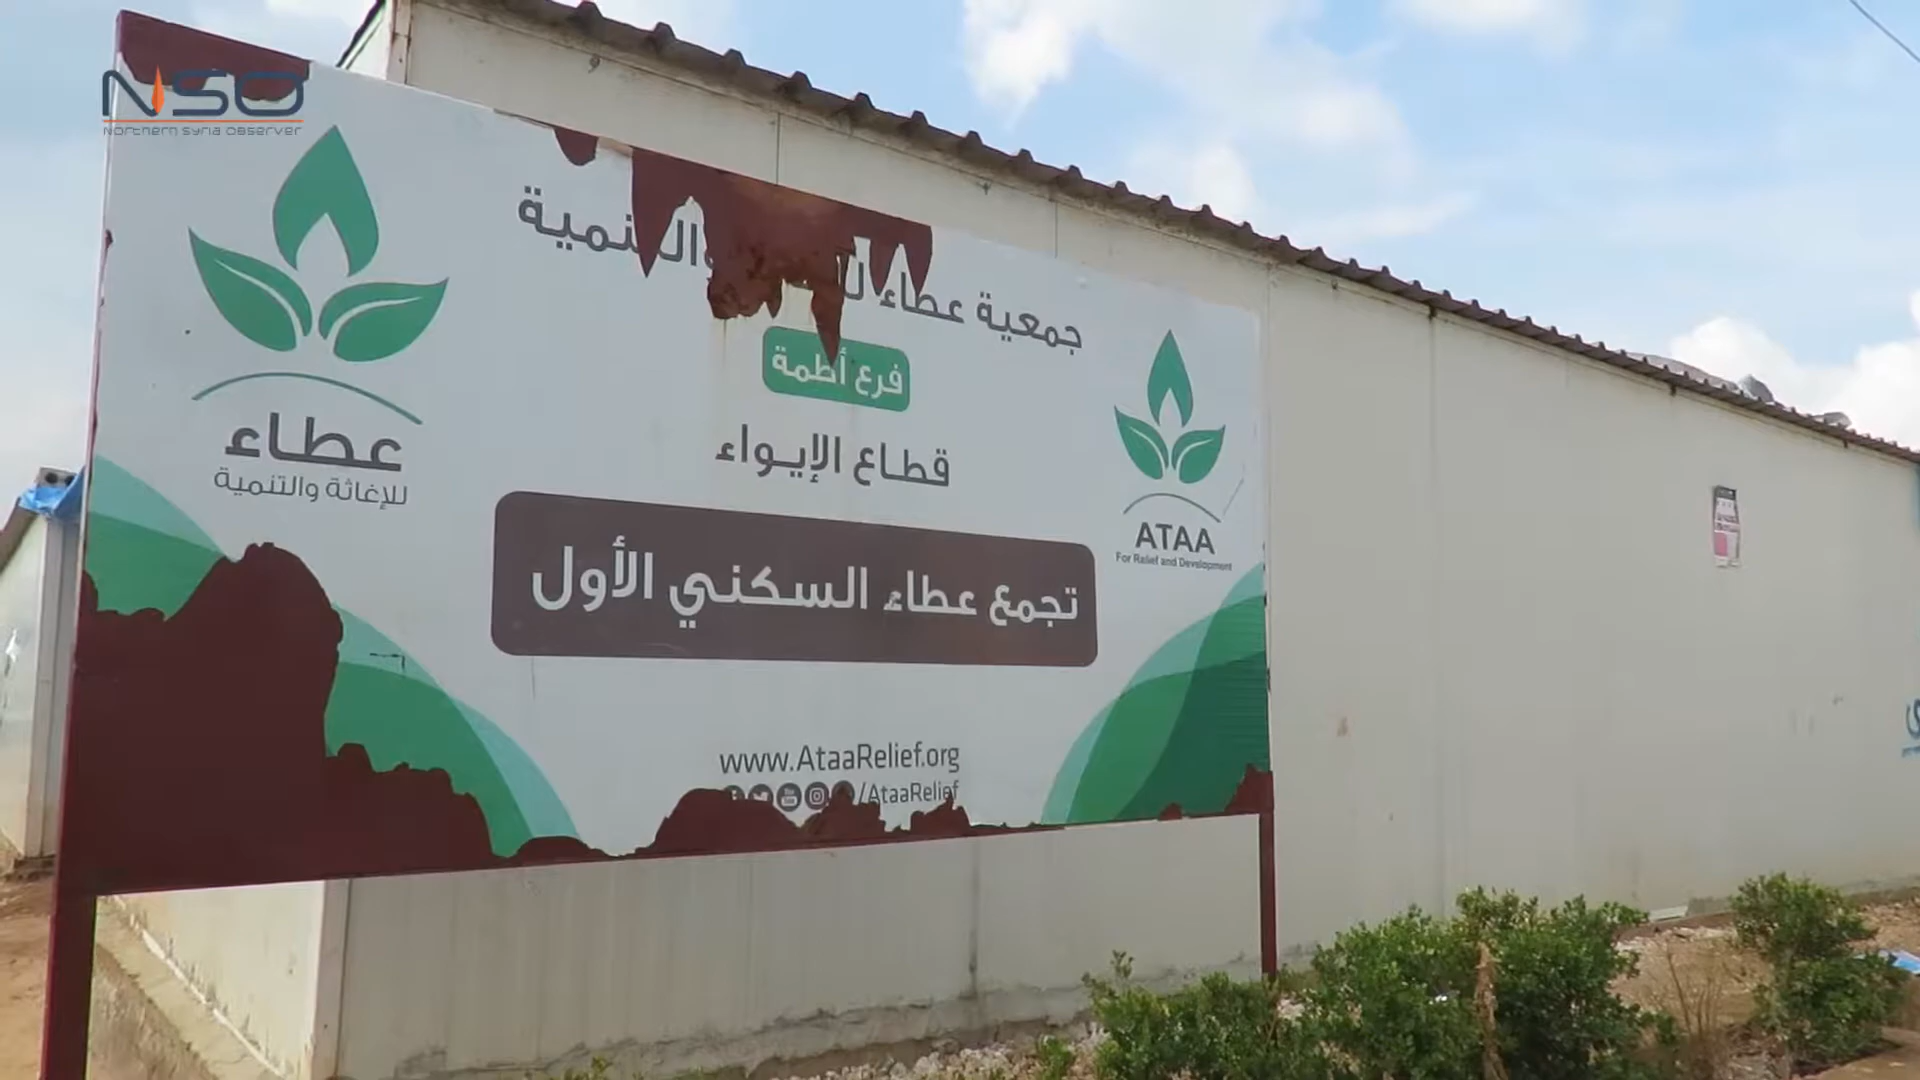 NSO
Northern Syria Observer
جمعية عطاء والتنمية
فرع أطمة
قطاع الإيواء
تجمع عطاء السكني الأول
www.AtaaRelief.org
/AtaaRelief
عطاء
للإغاثة والتنمية
ATAA
For Relief and Development